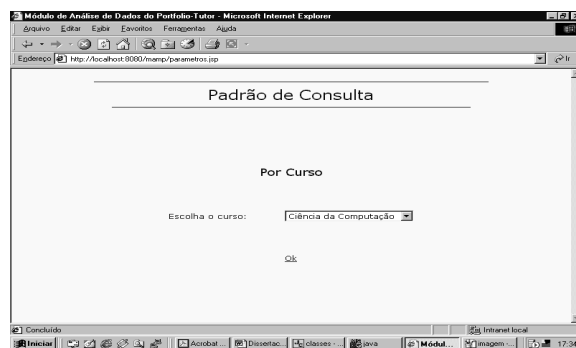 Módulo de Análise de Dados do Portfolio-Tutor - Microsoft Internet Explorer
Arquivo Editar Exibir Favoritos Ferramentas Ajuda
Endereço http://localhost:8080/mamp/parametros.jsp Ir
Padrão de Consulta
Por Curso
Escolha o curso: Ciência da Computação
Ok
Concluído Intranet local
Iniciar Acrobat ... Dissertac... classes - ... java Módul... imagem - ... 17:34